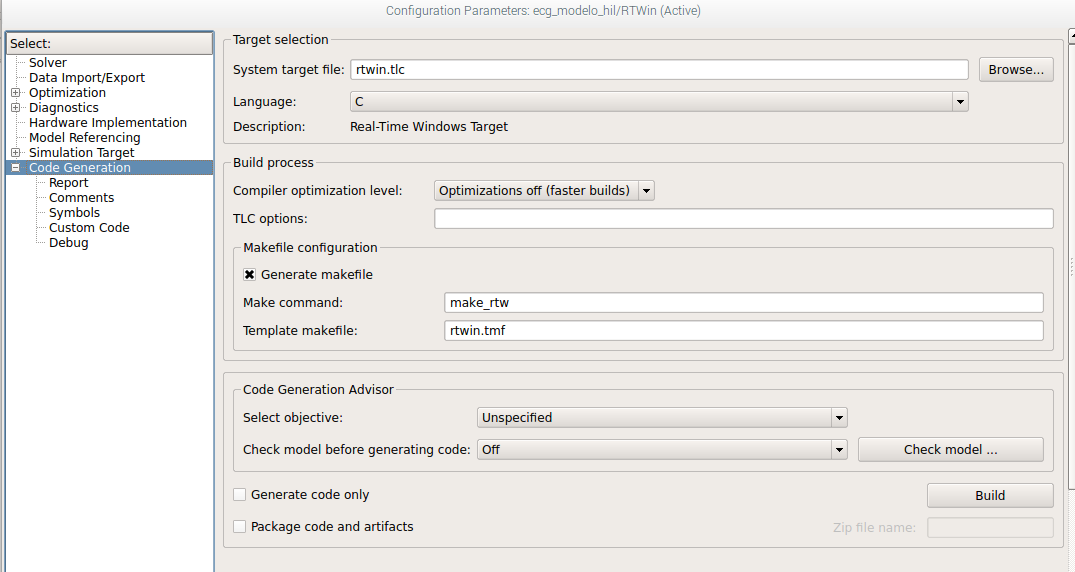 Configuration Parameters: ecg_modelo_hil/RTWin (Active)
Select:
Solver
Data Import/Export
Optimization
Diagnostics
Hardware Implementation
Model Referencing
Simulation Target
Code Generation
Report
Comments
Symbols
Custom Code
Debug
Target selection
System target file: rtwin.tlc Browse...
Language: C
Description: Real-Time Windows Target
Build process
Compiler optimization level: Optimizations off (faster builds)
TLC options:
Makefile configuration
Generate makefile
Make command: make_rtw
Template makefile: rtwin.tmf
Code Generation Advisor
Select objective: Unspecified
Check model before generating code: Off Check model ...
Generate code only Build
Package code and artifacts Zip file name: